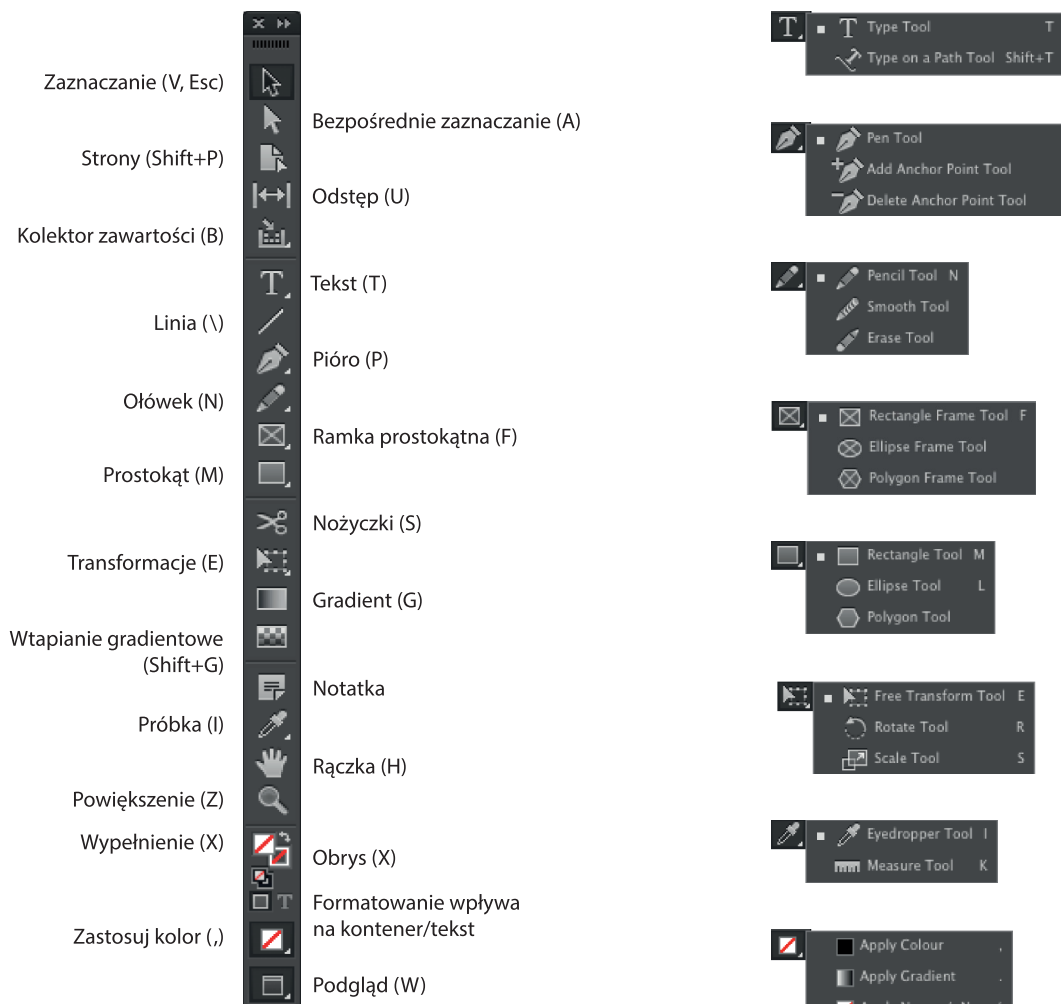 Zaznaczanie (V, Esc)
Bezpośrednie zaznaczanie (A)
Strony (Shift+P)
Odstęp (U)
Kolektor zawartości (B)
Tekst (T)
Linia (\)
Pióro (P)
Ołówek (N)
Ramka prostokątna (F)
Prostokąt (M)
Nożyczki (S)
Transformacje (E)
Gradient (G)
Wtapianie gradientowe
(Shift+G)
Notatka
Próbka (I)
Rączka (H)
Powiększenie (Z)
Wypełnienie (X)
Obrys (X)
Formatowanie wpływa
na kontener/tekst
Zastosuj kolor (,)
Podgląd (W)
Type Tool T
Type on a Path Tool Shift+T
Pen Tool
Add Anchor Point Tool
Delete Anchor Point Tool
Pencil Tool N
Smooth Tool
Erase Tool
Rectangle Frame Tool F
Ellipse Frame Tool
Polygon Frame Tool
Rectangle Tool M
Ellipse Tool L
Polygon Tool
Free Transform Tool E
Rotate Tool R
Scale Tool S
Eyedropper Tool I
Measure Tool K
Apply Colour ,
Apply Gradient .